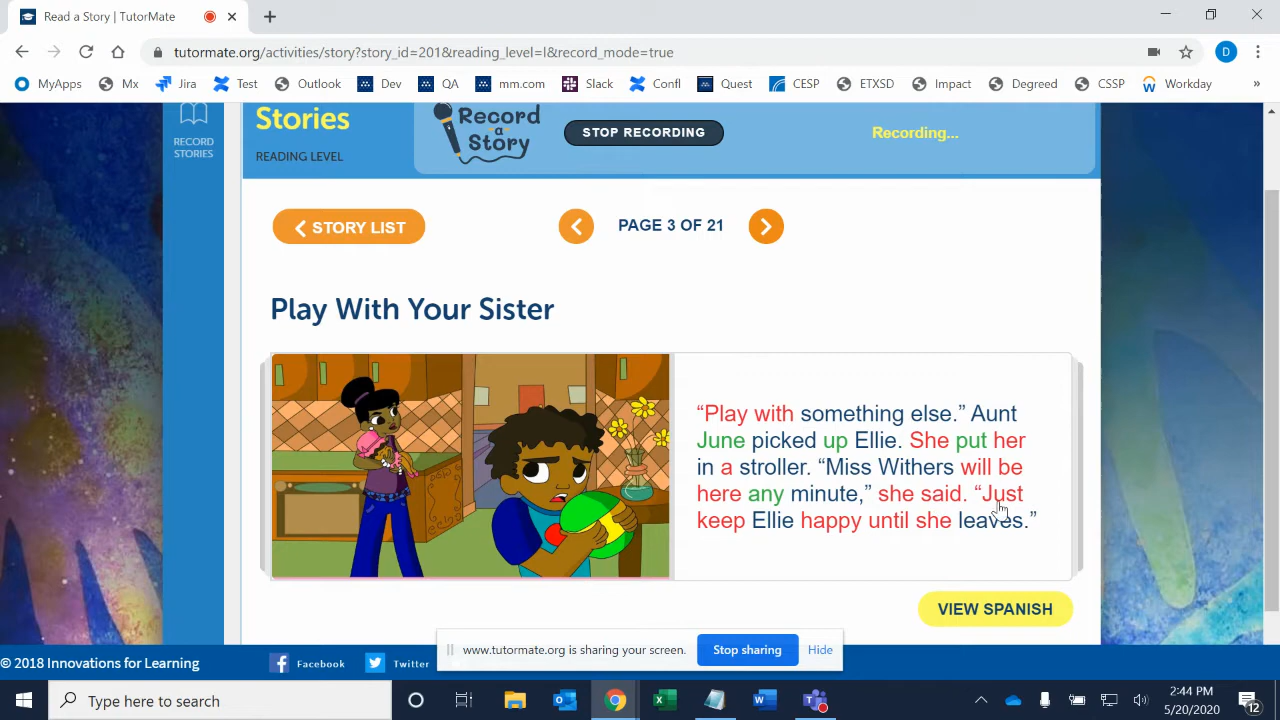 Read a Story | TutorMate
tutormate.org/activities/story?story_id=201&reading_level=I&record_mode=true
D
MyApps Mx Jira Test Outlook Dev QA mm.com Slack Confl Quest CESP ETXSD Impact Degreed CSSP Workday »
RECORD
STORIES
Stories
READING LEVEL
Record
a
Story
STOP RECORDING
Recording...
STORY LIST
PAGE 3 OF 21
Play With Your Sister
“Play with something else.” Aunt
June picked up Ellie. She put her
in a stroller. “Miss Withers will be
here any minute,” she said. “Just
keep Ellie happy until she leaves.”
VIEW SPANISH
www.tutormate.org is sharing your screen. Stop sharing Hide
© 2018 Innovations for Learning Facebook Twitter
Type here to search
2:44 PM
5/20/2020
12